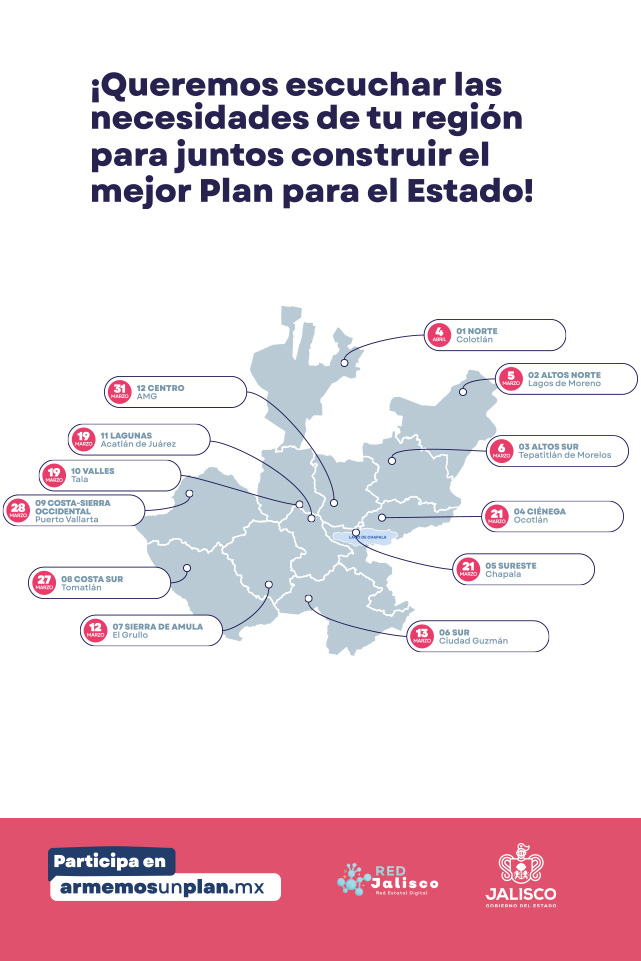 ¡Queremos escuchar las
necesidades de tu región
para juntos construir el
mejor Plan para el Estado!
4
ABRIL
01 NORTE
Colotlán
5
MARZO
02 ALTOS NORTE
Lagos de Moreno
31
MARZO
12 CENTRO
AMG
19
MARZO
11 LAGUNAS
Acatlán de Juárez
6
MARZO
03 ALTOS SUR
Tepatitlán de Morelos
19
MARZO
10 VALLES
Tala
28
MARZO
09 COSTA-SIERRA
OCCIDENTAL
Puerto Vallarta
21
MARZO
04 CIÉNEGA
Ocotlán
LAGO DE CHAPALA
21
MARZO
05 SURESTE
Chapala
27
MARZO
08 COSTA SUR
Tomatlán
12
MARZO
07 SIERRA DE AMULA
El Grullo
13
MARZO
06 SUR
Ciudad Guzmán
Participa en
armemosunplan.mx
RED
Jalisco
Red Estatal Digital
JALISCO
GOBIERNO DEL ESTADO